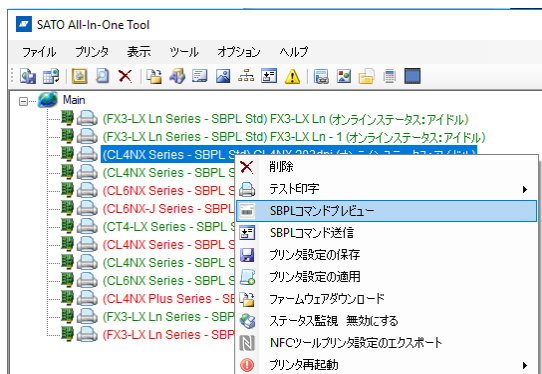 SATO All-In-One Tool
ファイル プリンタ 表示 ツール オプション ヘルプ
Main
(FX3-LX Ln Series - SBPL Std) FX3-LX Ln (オンラインステータス:アイドル)
(FX3-LX Ln Series - SBPL Std) FX3-LX Ln - 1 (オンラインステータス:アイドル)
(CL4NX Series - SBPL Std) CL4NX 203dpi (オンラインステータス:アイドル)
(CL4NX Series - SBPL S
(CL6NX Series - SBPL S
(CL6NX-J Series - SBPL
(CT4-LX Series - SBPL S
(CL4NX Series - SBPL S
(CL6NX Series - SBPL S
(CL4NX Plus Series - SE
(FX3-LX Ln Series - SBP
(FX3-LX Ln Series - SBP
削除
テスト印字
SBPLコマンドプレビュー
SBPLコマンド送信
プリンタ設定の保存
プリンタ設定の適用
ファームウェアダウンロード
ステータス監視 無効にする
NFCツールプリンタ設定のエクスポート
プリンタ再起動